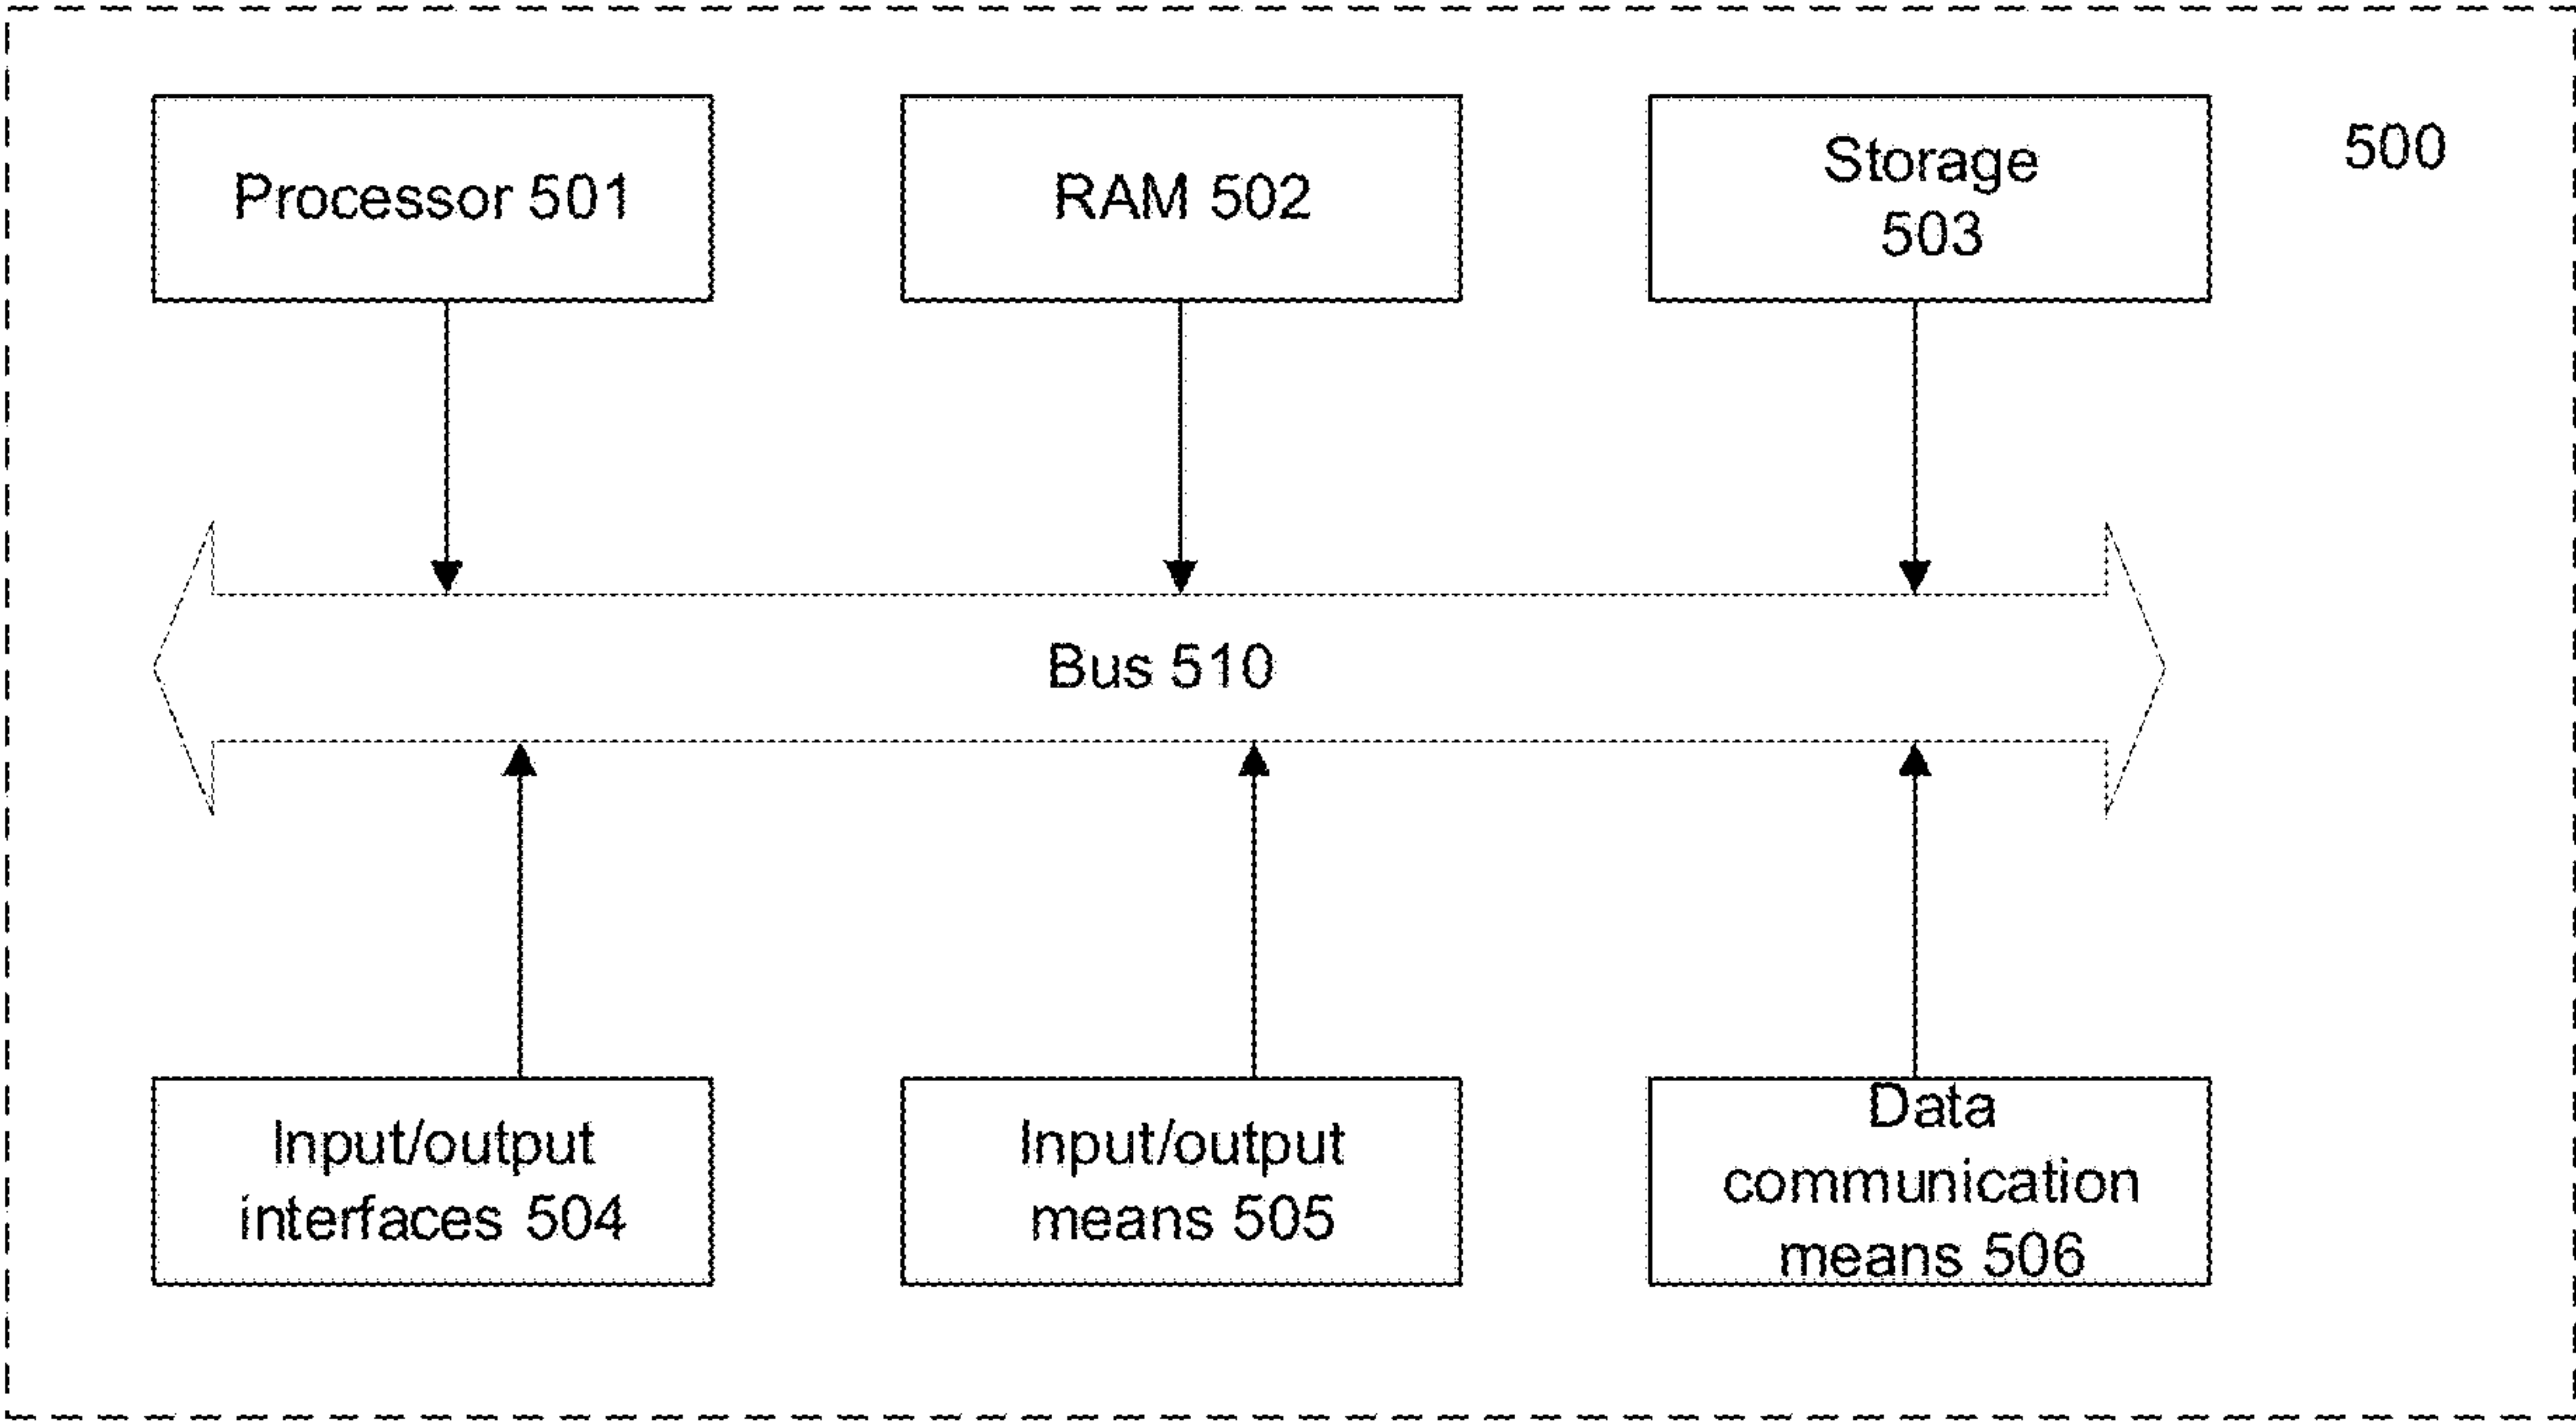 Processor 501
RAM 502
Storage
503
500
Bus 510
Input/output
interfaces 504
Input/output
means 505
Data
communication
means 506